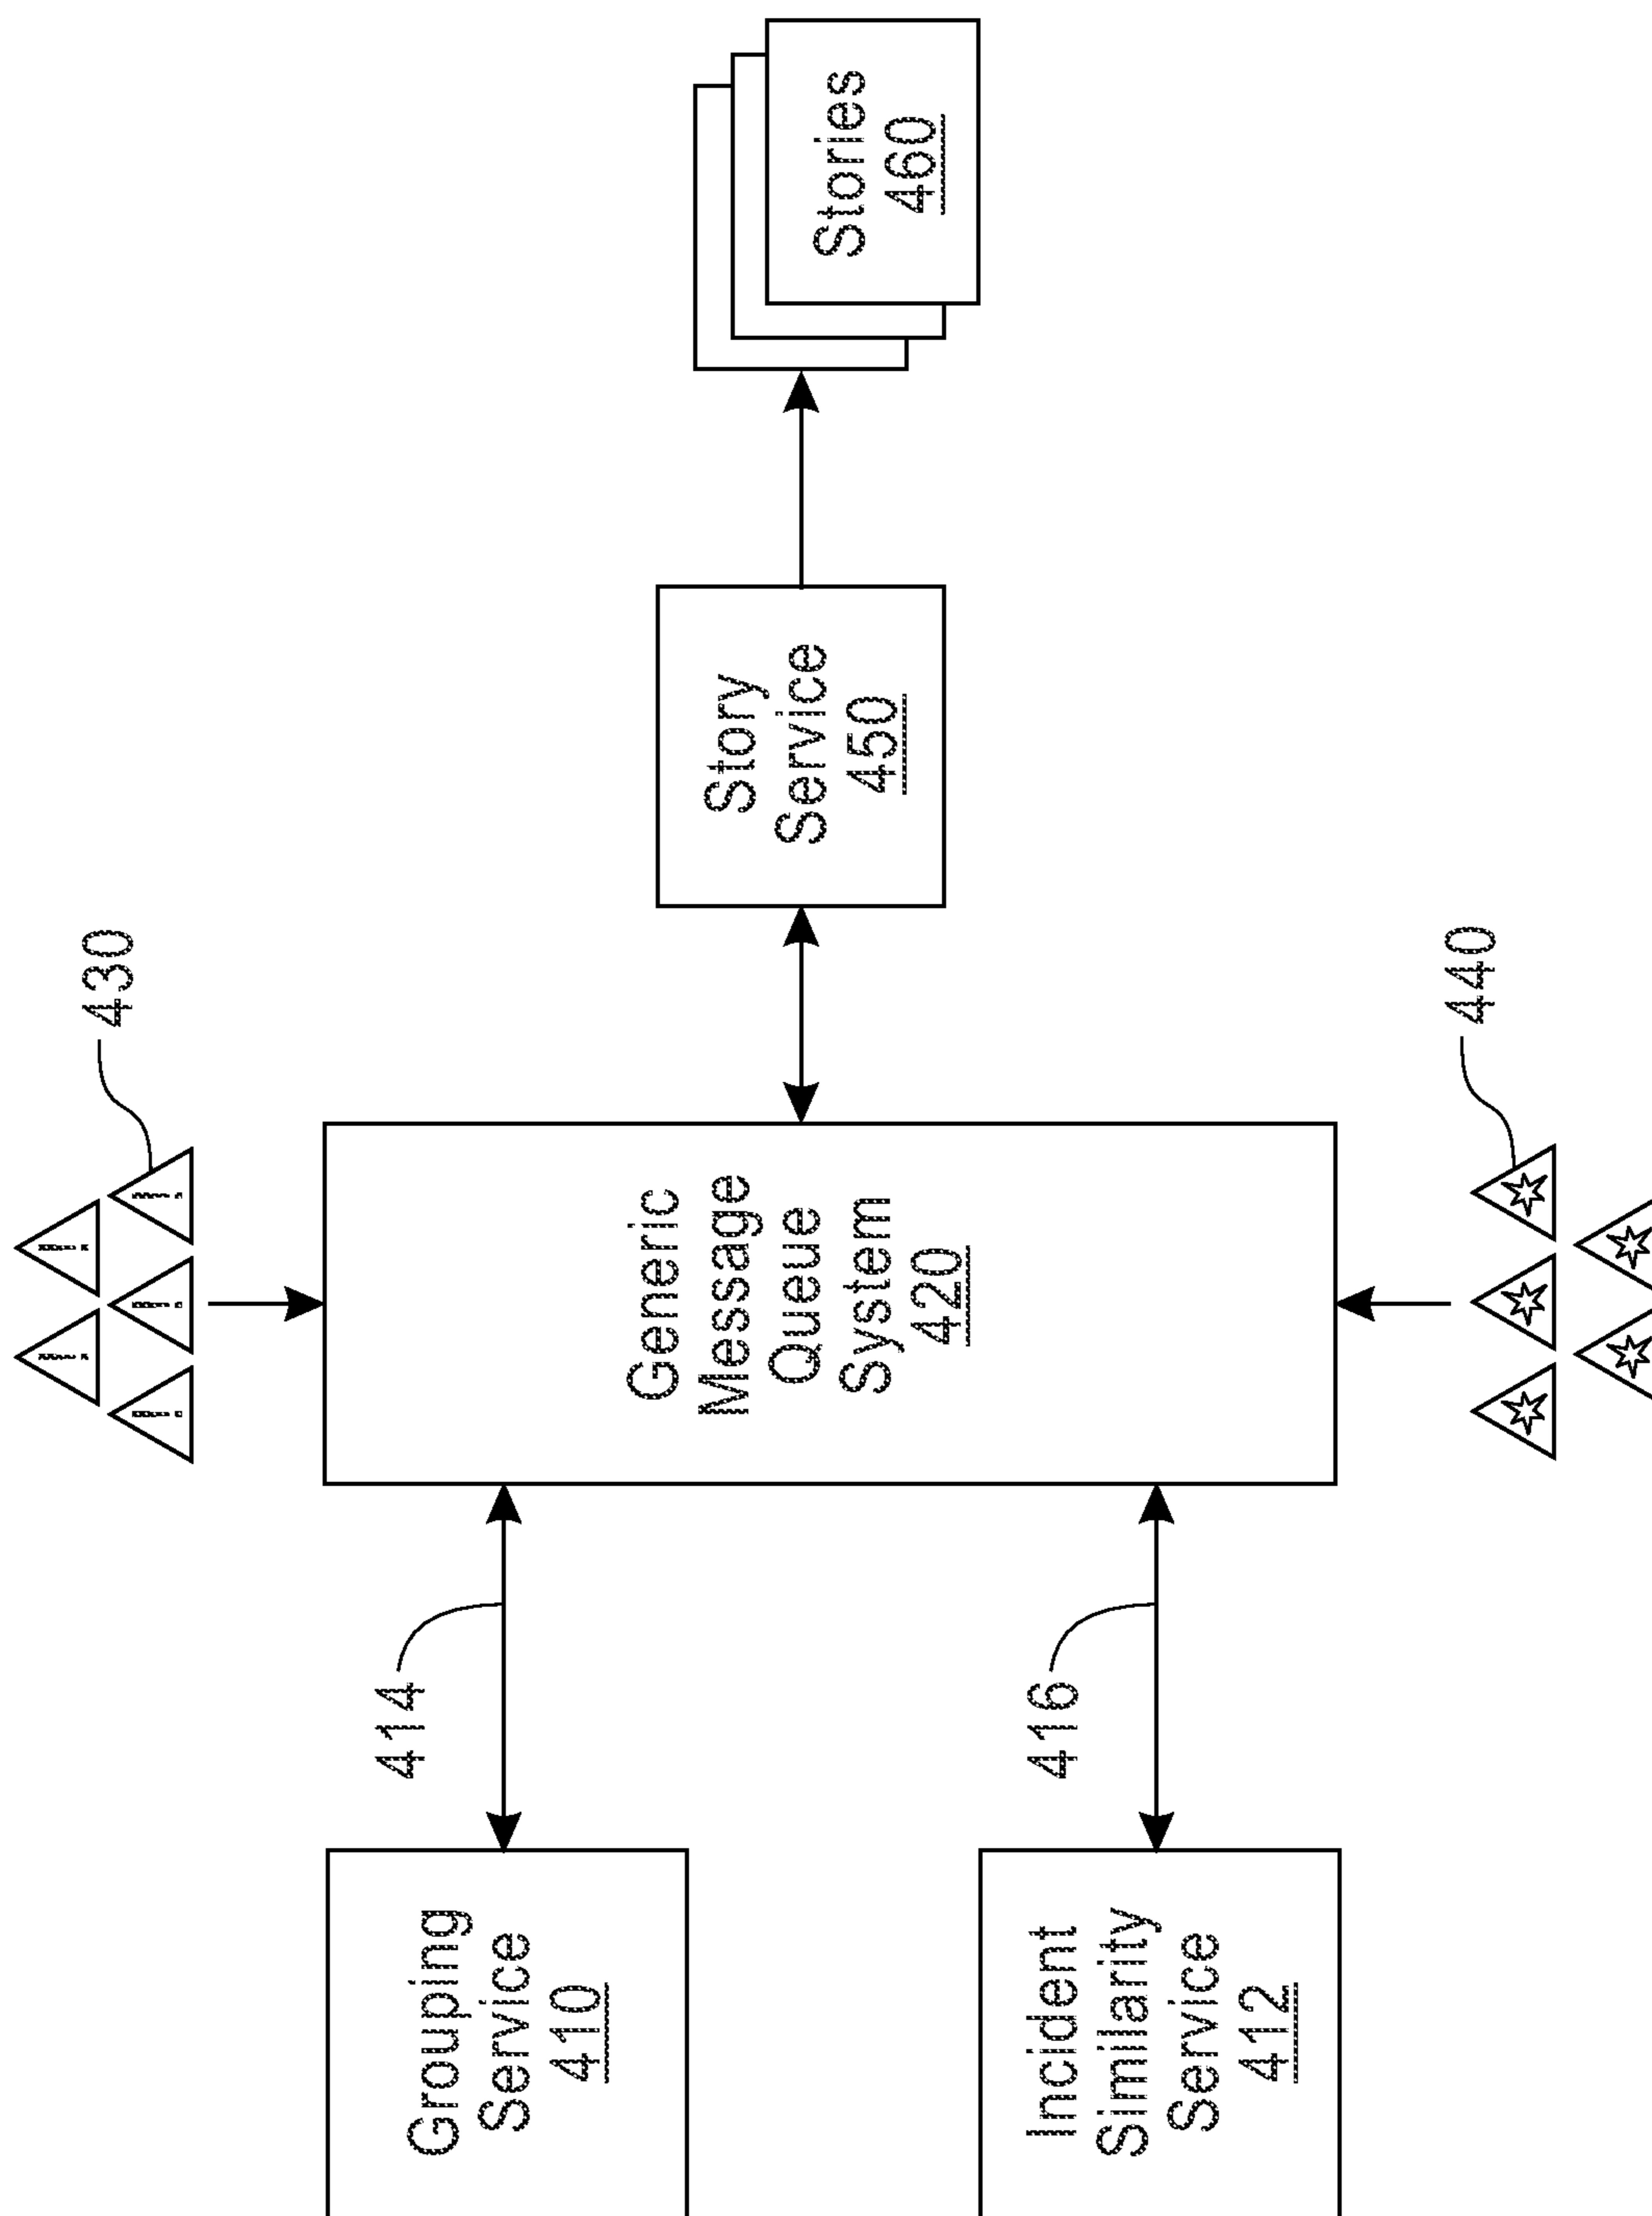 Grouping
Service
410
Incident
Similarity
Service
412
414
416
430
Generic
Message
Queue
System
420
440
Story
Service
450
Stories
460